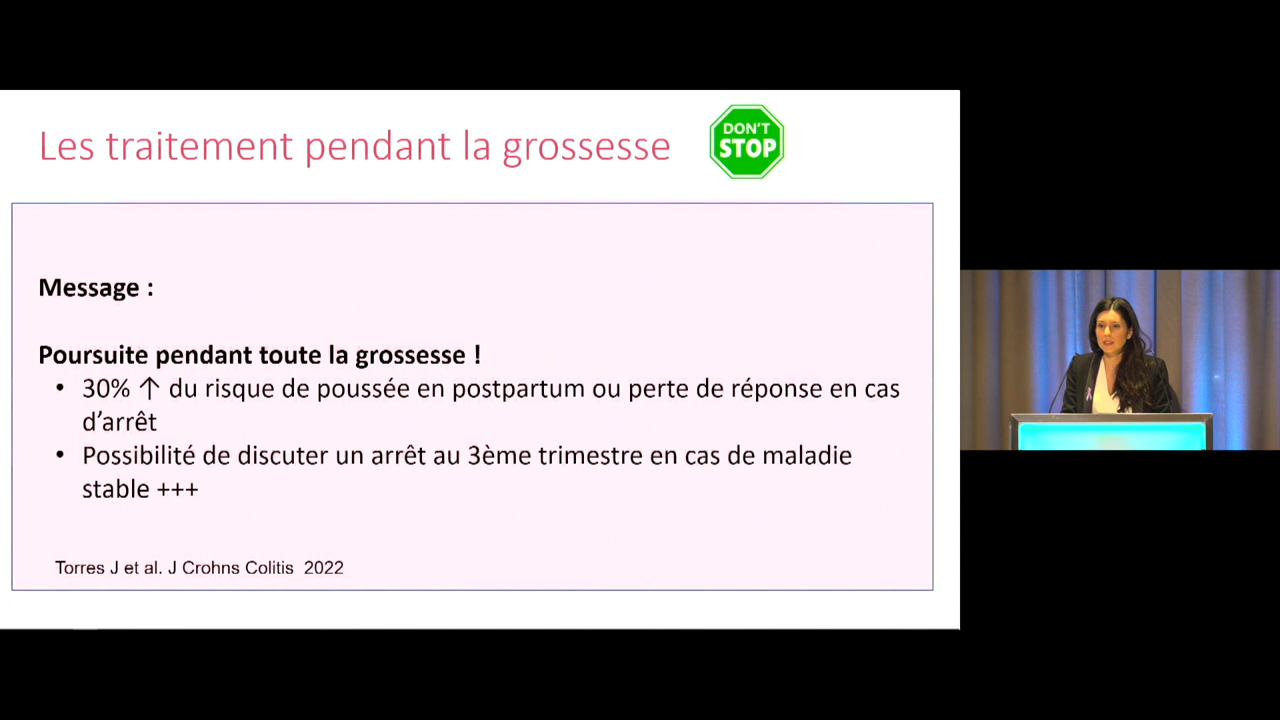 Les traitement pendant la grossesse
DON'T
STOP
Message :
Poursuite pendant toute la grossesse !
• 30% ↑ du risque de poussée en postpartum ou perte de réponse en cas
d'arrêt
• Possibilité de discuter un arrêt au 3ème trimestre en cas de maladie
stable +++
Torres J et al. J Crohns Colitis 2022